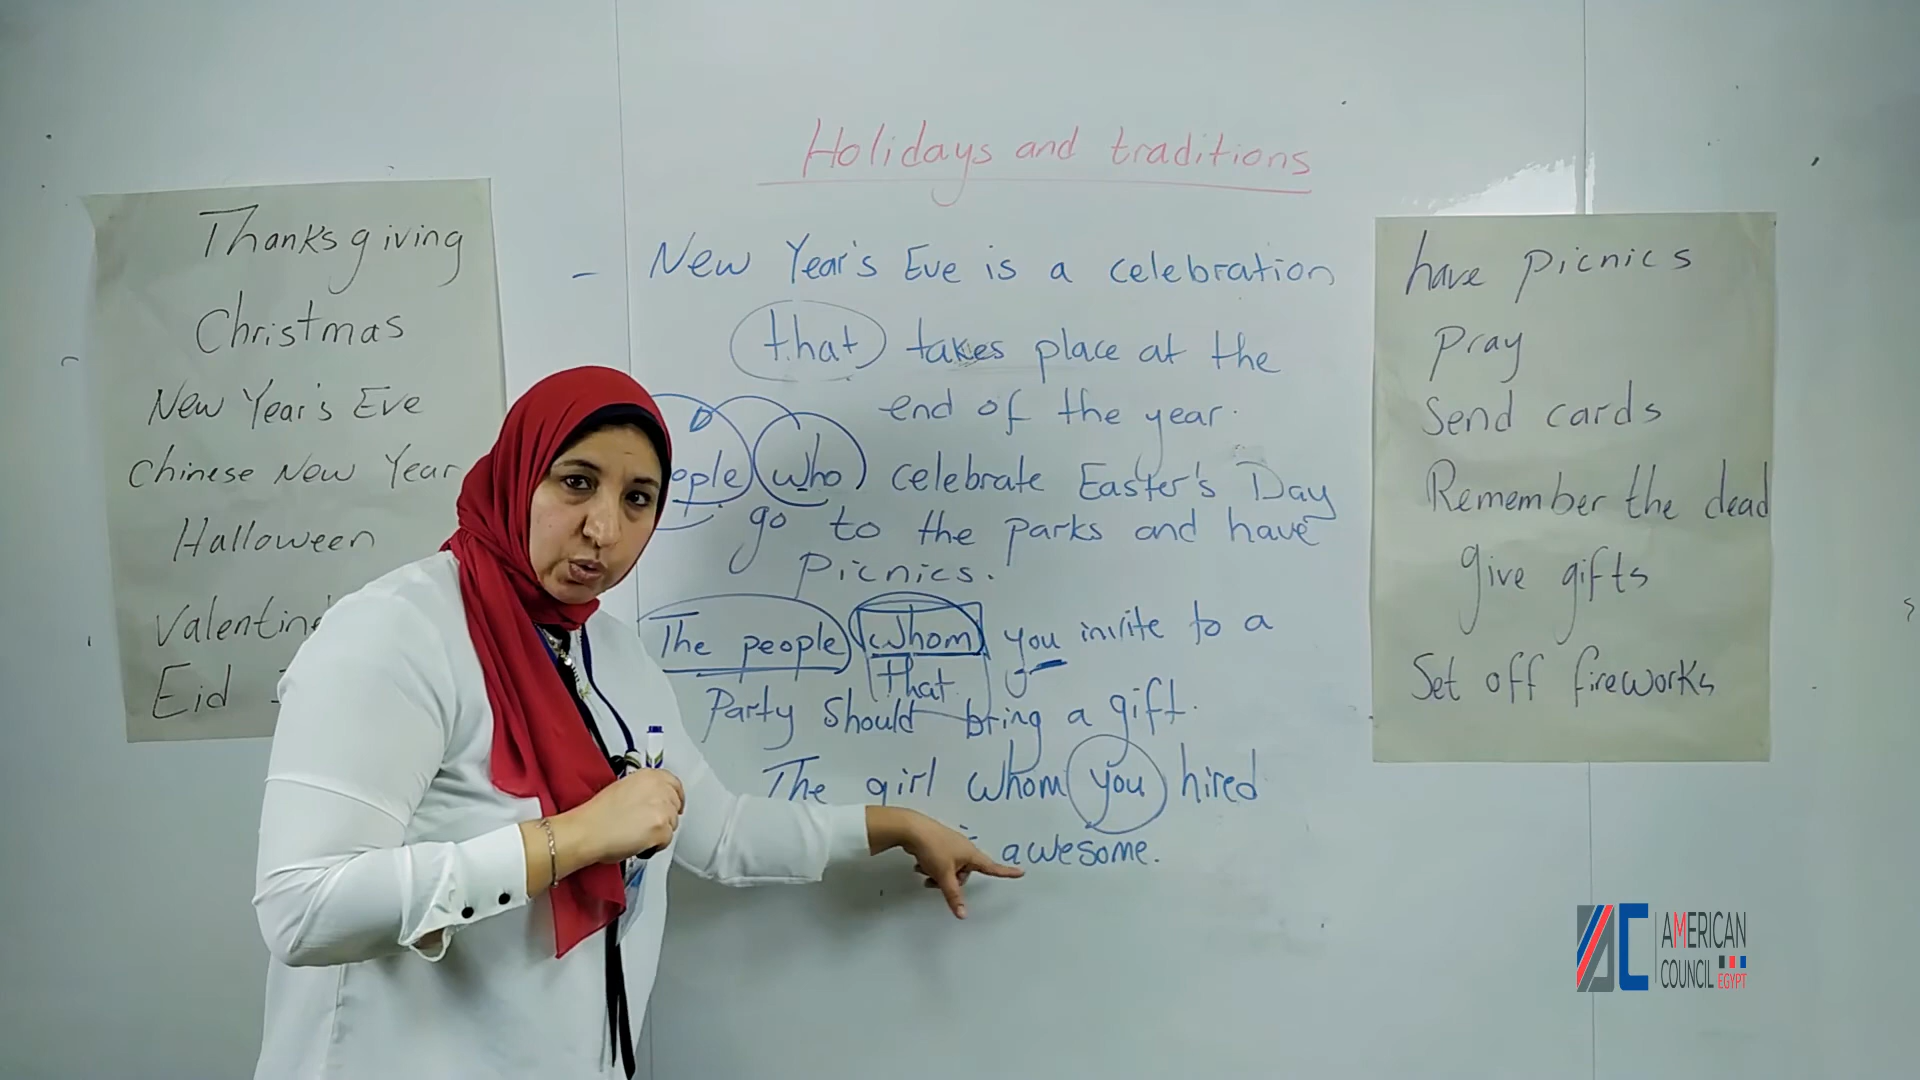 Holidays and traditions
Thanksgiving
Christmas
New Year's Eve
Chinese New Year
Halloween
Valentin
Eid
- New Year's Eve is a celebration
that takes place at the
end of the year.
ople who celebrate Easter's Day
go to the parks and have
picnics.
The people whom you invite to a
that
Party should bring a gift.
The girl whom you hired
awesome.
have picnics
pray
Send cards
Remember the dead
give gifts
Set off fireworks
AC AMERICAN
COUNCIL EGYPT